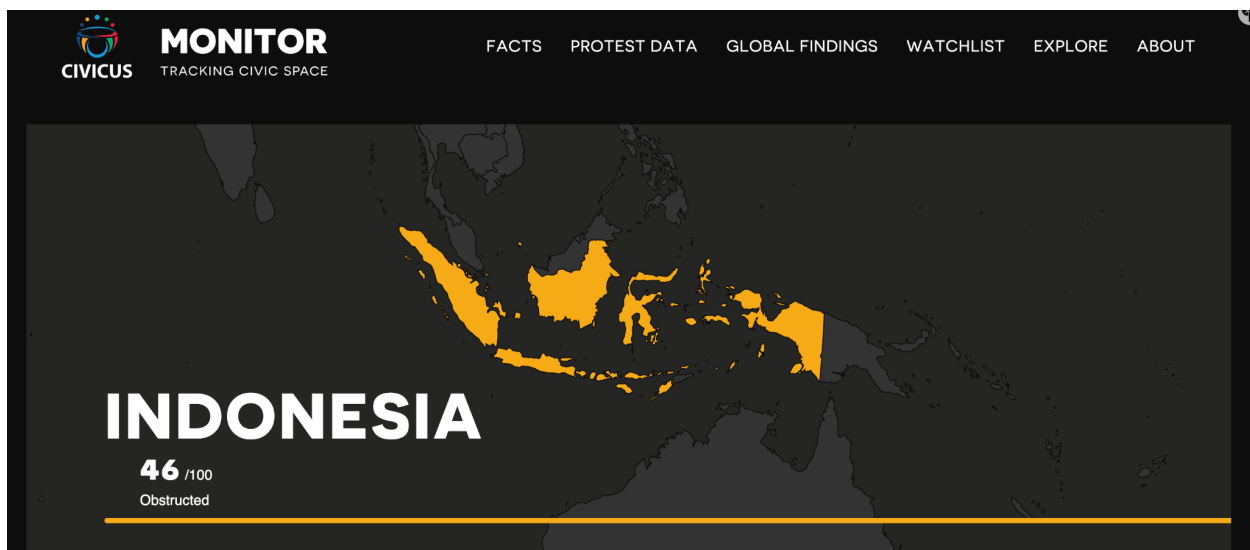 MONITOR
TRACKING CIVIC SPACE
CIVICUS
FACTS PROTEST DATA GLOBAL FINDINGS WATCHLIST EXPLORE ABOUT
INDONESIA
46 /100
Obstructed